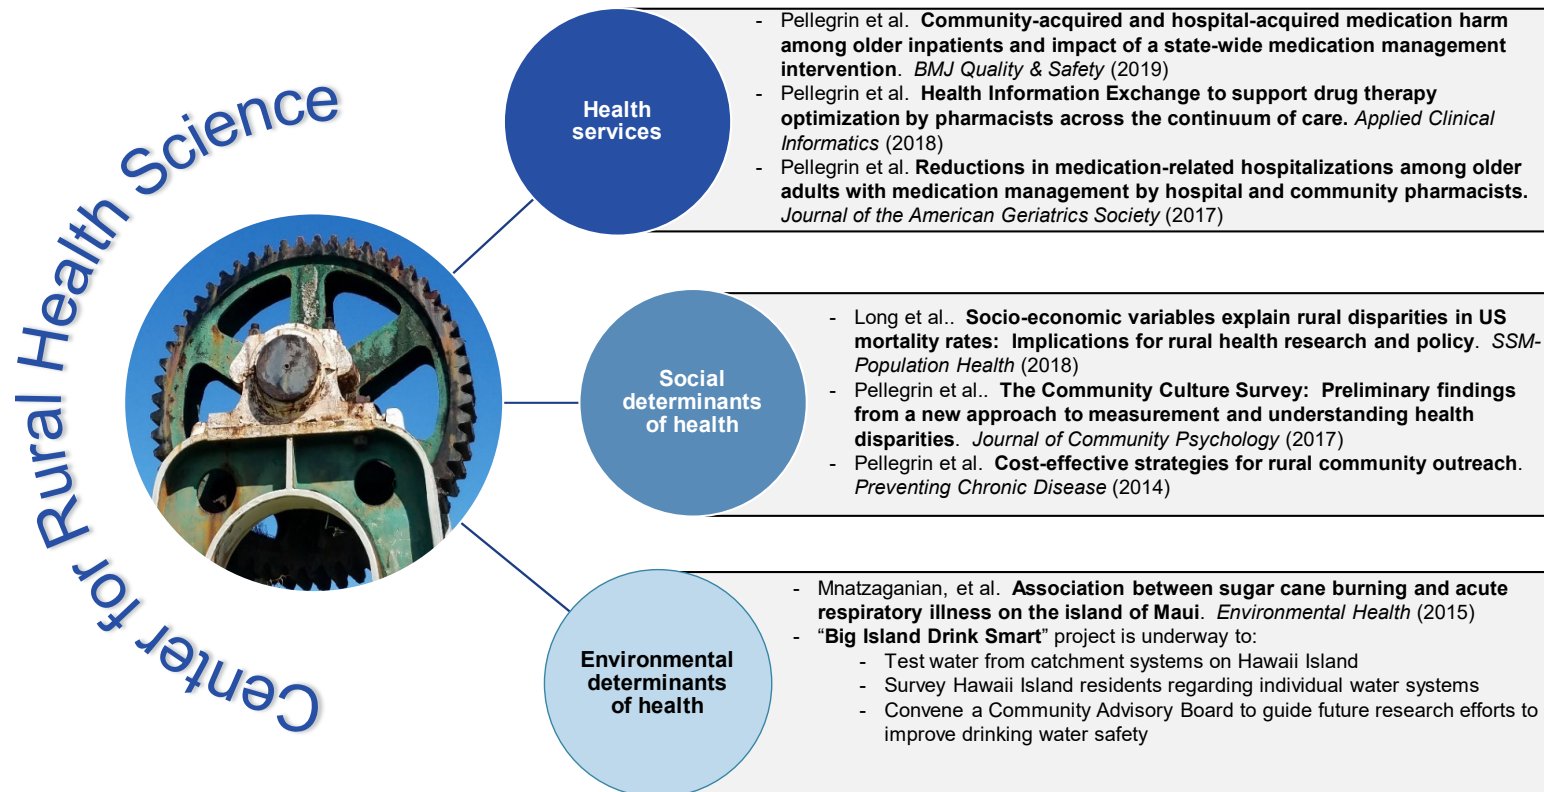 Center for Rural Health Science
Health
services
- Pellegrin et al. Community-acquired and hospital-acquired medication harm
among older inpatients and impact of a state-wide medication management
intervention. BMJ Quality & Safety (2019)
- Pellegrin et al. Health Information Exchange to support drug therapy
optimization by pharmacists across the continuum of care. Applied Clinical
Informatics (2018)
- Pellegrin et al. Reductions in medication-related hospitalizations among older
adults with medication management by hospital and community pharmacists.
Journal of the American Geriatrics Society (2017)
Social
determinants
of health
- Long et al.. Socio-economic variables explain rural disparities in US
mortality rates: Implications for rural health research and policy. SSM-
Population Health (2018)
- Pellegrin et al.. The Community Culture Survey: Preliminary findings
from a new approach to measurement and understanding health
disparities. Journal of Community Psychology (2017)
- Pellegrin et al. Cost-effective strategies for rural community outreach.
Preventing Chronic Disease (2014)
Environmental
determinants
of health
- Mnatzaganian, et al. Association between sugar cane burning and acute
respiratory illness on the island of Maui. Environmental Health (2015)
- “Big Island Drink Smart” project is underway to:
- Test water from catchment systems on Hawaii Island
- Survey Hawaii Island residents regarding individual water systems
- Convene a Community Advisory Board to guide future research efforts to
improve drinking water safety